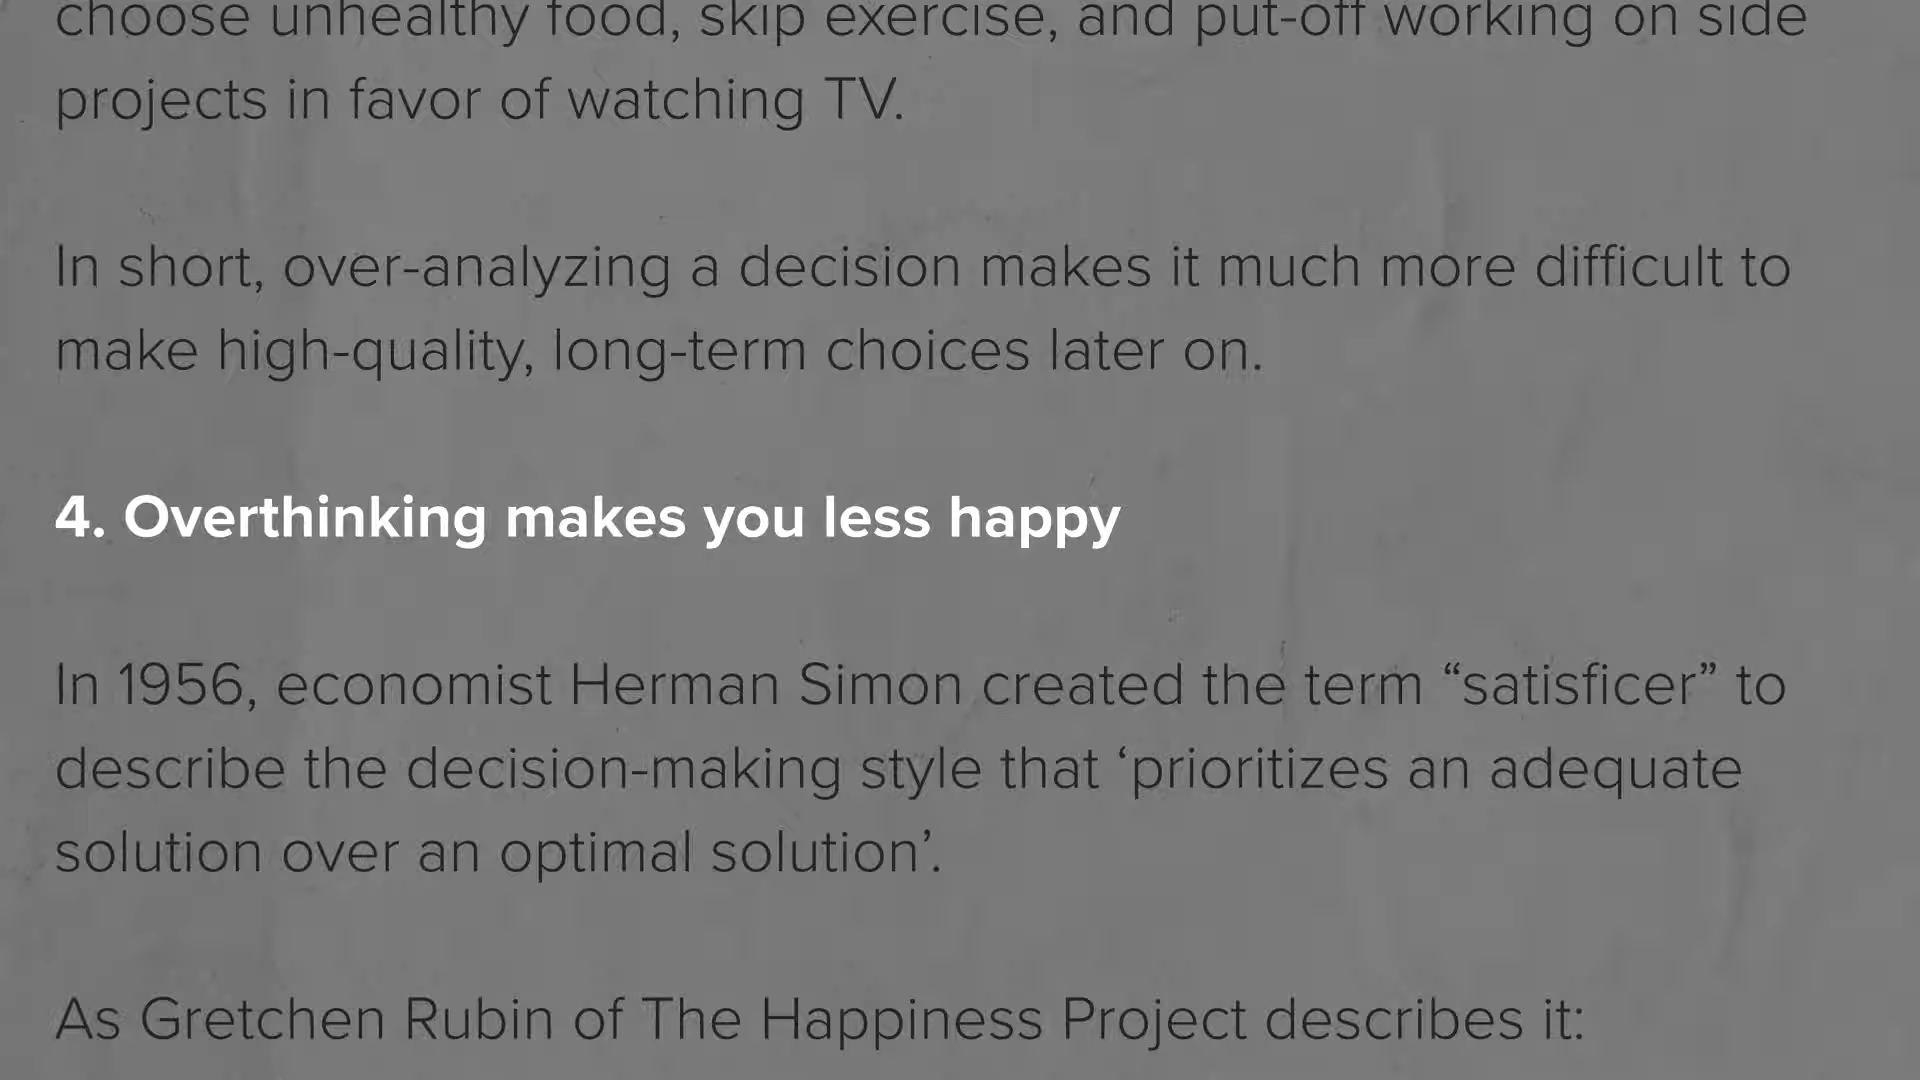 choose unhealthy food, skip exercise, and put-off working on side
projects in favor of watching TV.
In short, over-analyzing a decision makes it much more difficult to
make high-quality, long-term choices later on.
4. Overthinking makes you less happy
In 1956, economist Herman Simon created the term “satisficer” to
describe the decision-making style that ‘prioritizes an adequate
solution over an optimal solution’.
As Gretchen Rubin of The Happiness Project describes it: